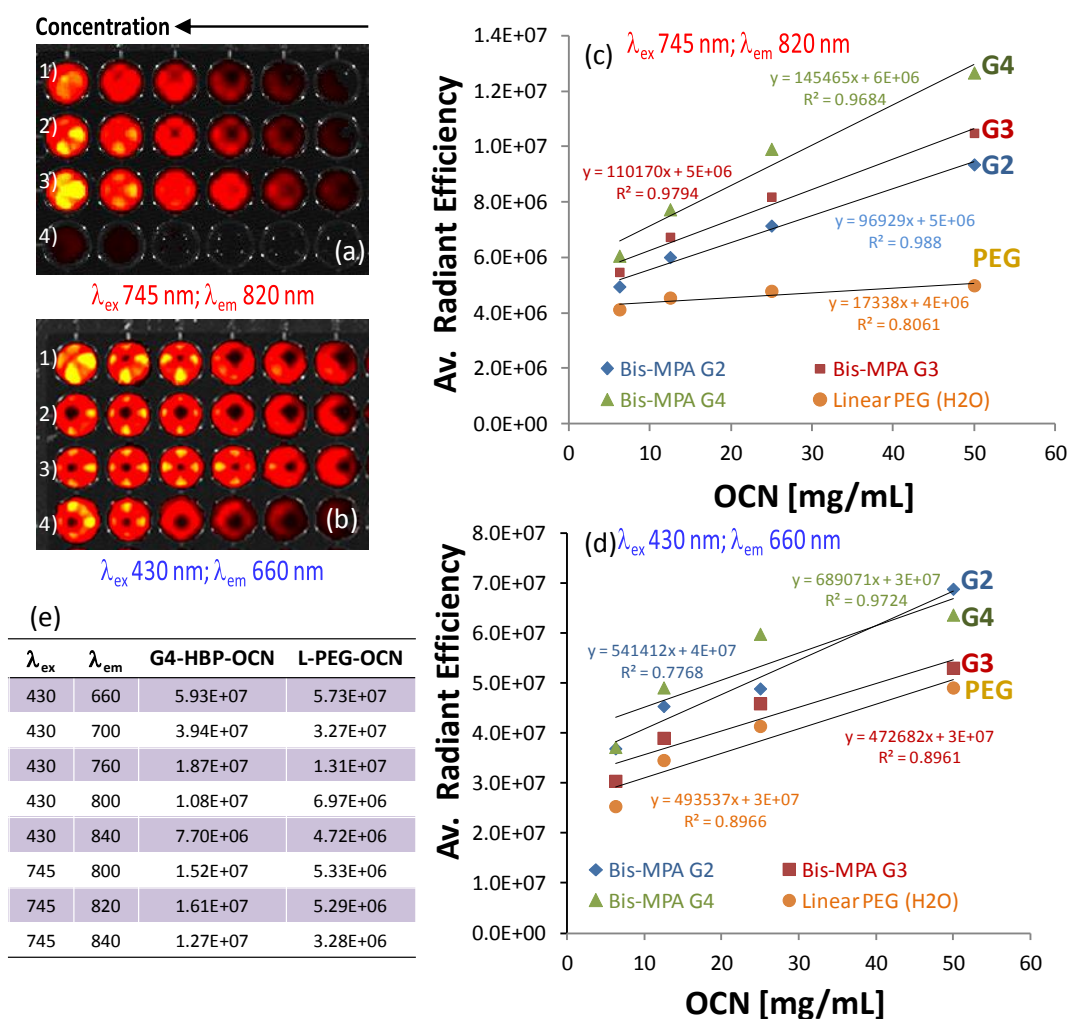 Concentration
1)
2)
3)
4)
(a)
λex 745 nm; λem 820 nm
1)
2)
3)
4)
(b)
λex 430 nm; λem 660 nm
(e)
λex λem G4-HBP-OCN L-PEG-OCN
430 660 5.93E+07 5.73E+07
430 700 3.94E+07 3.27E+07
430 760 1.87E+07 1.31E+07
430 800 1.08E+07 6.97E+06
430 840 7.70E+06 4.72E+06
745 800 1.52E+07 5.33E+06
745 820 1.61E+07 5.29E+06
745 840 1.27E+07 3.28E+06
(c) λex 745 nm; λem 820 nm
Av. Radiant Efficiency
1.4E+07
1.2E+07
1.0E+07
8.0E+06
6.0E+06
4.0E+06
2.0E+06
0.0E+00
G4
y = 145465x + 6E+06
R² = 0.9684
G3
y = 110170x + 5E+06
R² = 0.9794
G2
y = 96929x + 5E+06
R² = 0.988
PEG
y = 17338x + 4E+06
R² = 0.8061
Bis-MPA G2 Bis-MPA G3
Bis-MPA G4 Linear PEG (H2O)
0 10 20 30 40 50 60
OCN [mg/mL]
(d) λex 430 nm; λem 660 nm
Av. Radiant Efficiency
8.0E+07
7.0E+07
6.0E+07
5.0E+07
4.0E+07
3.0E+07
2.0E+07
1.0E+07
0.0E+00
y = 689071x + 3E+07
R² = 0.9724
G2
G4
y = 541412x + 4E+07
R² = 0.7768
G3
PEG
y = 472682x + 3E+07
R² = 0.8961
y = 493537x + 3E+07
R² = 0.8966
Bis-MPA G2 Bis-MPA G3
Bis-MPA G4 Linear PEG (H2O)
0 10 20 30 40 50 60
OCN [mg/mL]